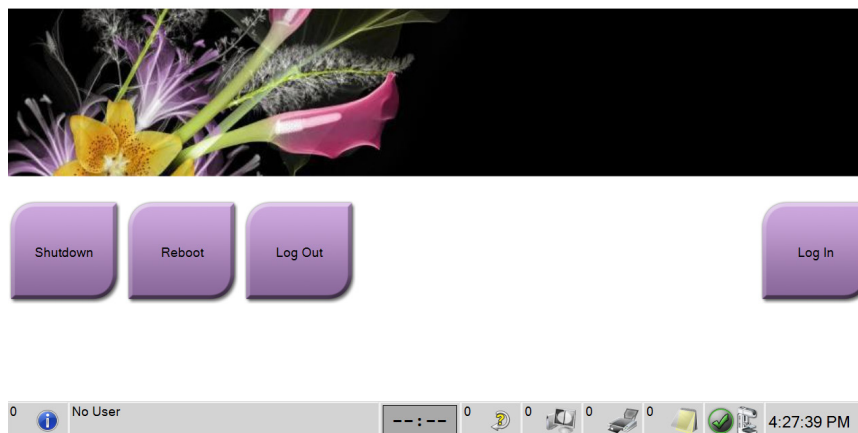 Shutdown
Reboot
Log Out
Log In
0
No User
--:--
0
0
0
0
4:27:39 PM